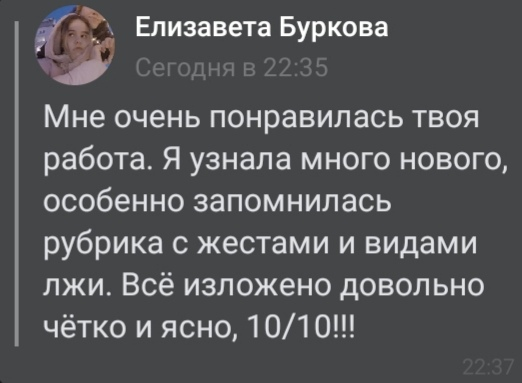 Елизавета Буркова
Сегодня в 22:35
Мне очень понравилась твоя
работа. Я узнала много нового,
особенно запомнилась
рубрика с жестами и видами
лжи. Всё изложено довольно
чётко и ясно, 10/10!!!
22:37